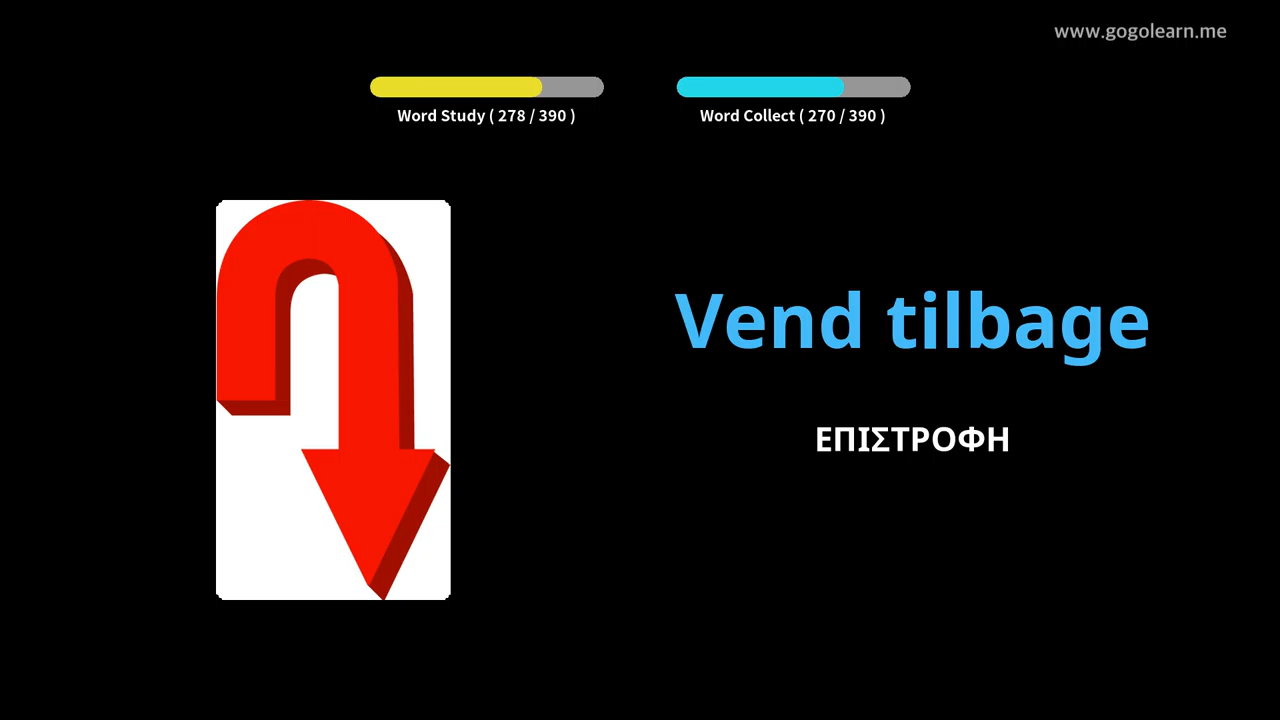 www.gogolearn.me
Word Study ( 278 / 390 )
Word Collect ( 270 / 390 )
Vend tilbage
ΕΠΙΣΤΡΟΦΗ